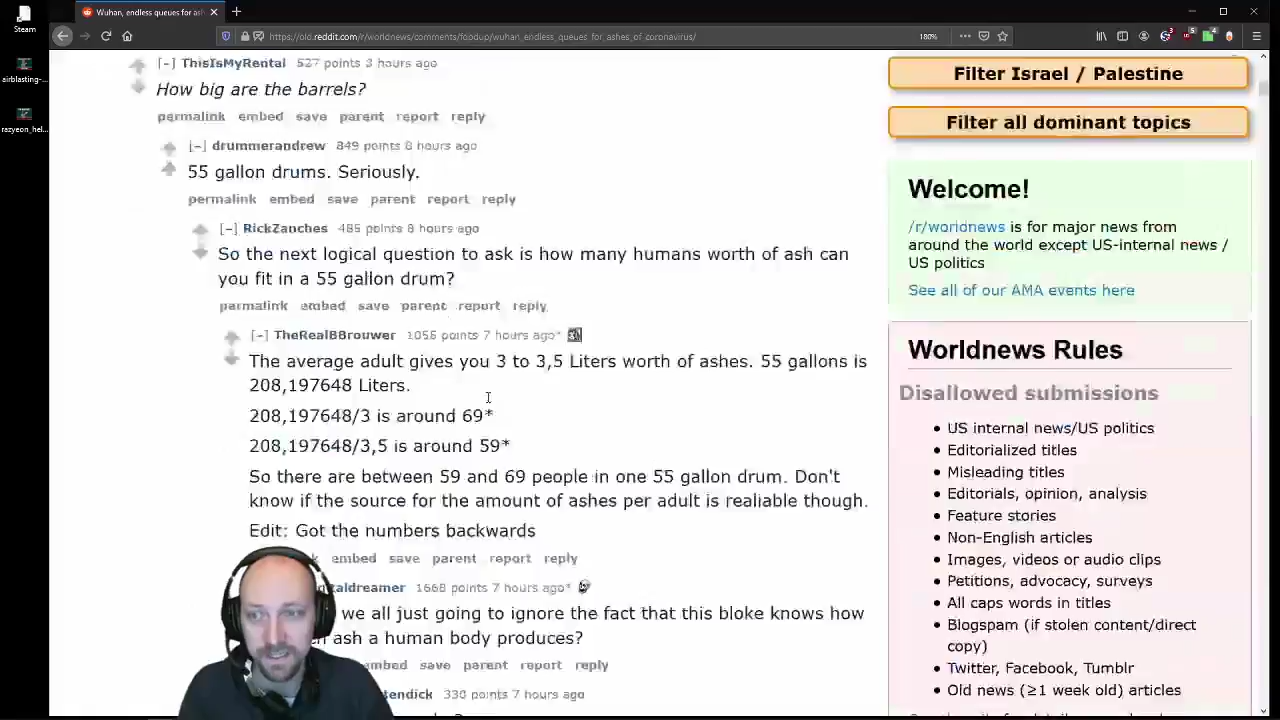 Steam
airblasting-...
razyeon_hel...
Wuhan, endless queues for ash
https://old.reddit.com/r/worldnews/comments/foodup/wuhan_endless_queues_for_ashes_of_coronavirus/
180%
[-] ThisIsMyRental 527 points 3 hours ago
How big are the barrels?
permalink embed save parent report reply
[-] drummerandrew 849 points 8 hours ago
55 gallon drums. Seriously.
permalink embed save parent report reply
[-] RickZanches 485 points 8 hours ago
So the next logical question to ask is how many humans worth of ash can
you fit in a 55 gallon drum?
permalink embed save parent report reply
[-] TheRealBBrouwer 1056 points 7 hours ago*
The average adult gives you 3 to 3,5 Liters worth of ashes. 55 gallons is
208,197648 Liters.
208,197648/3 is around 69*
208,197648/3,5 is around 59*
So there are between 59 and 69 people in one 55 gallon drum. Don't
know if the source for the amount of ashes per adult is realiable though.
Edit: Got the numbers backwards
embed save parent report reply
taldreamer 1668 points 7 hours ago*
we all just going to ignore the fact that this bloke knows how
ash a human body produces?
embed save parent report reply
tendick 330 points 7 hours ago
Filter Israel / Palestine
Filter all dominant topics
Welcome!
/r/worldnews is for major news from
around the world except US-internal news /
US politics
See all of our AMA events here
Worldnews Rules
Disallowed submissions
• US internal news/US politics
• Editorialized titles
• Misleading titles
• Editorials, opinion, analysis
• Feature stories
• Non-English articles
• Images, videos or audio clips
• Petitions, advocacy, surveys
• All caps words in titles
• Blogspam (if stolen content/direct
copy)
• Twitter, Facebook, Tumblr
• Old news (≥1 week old) articles